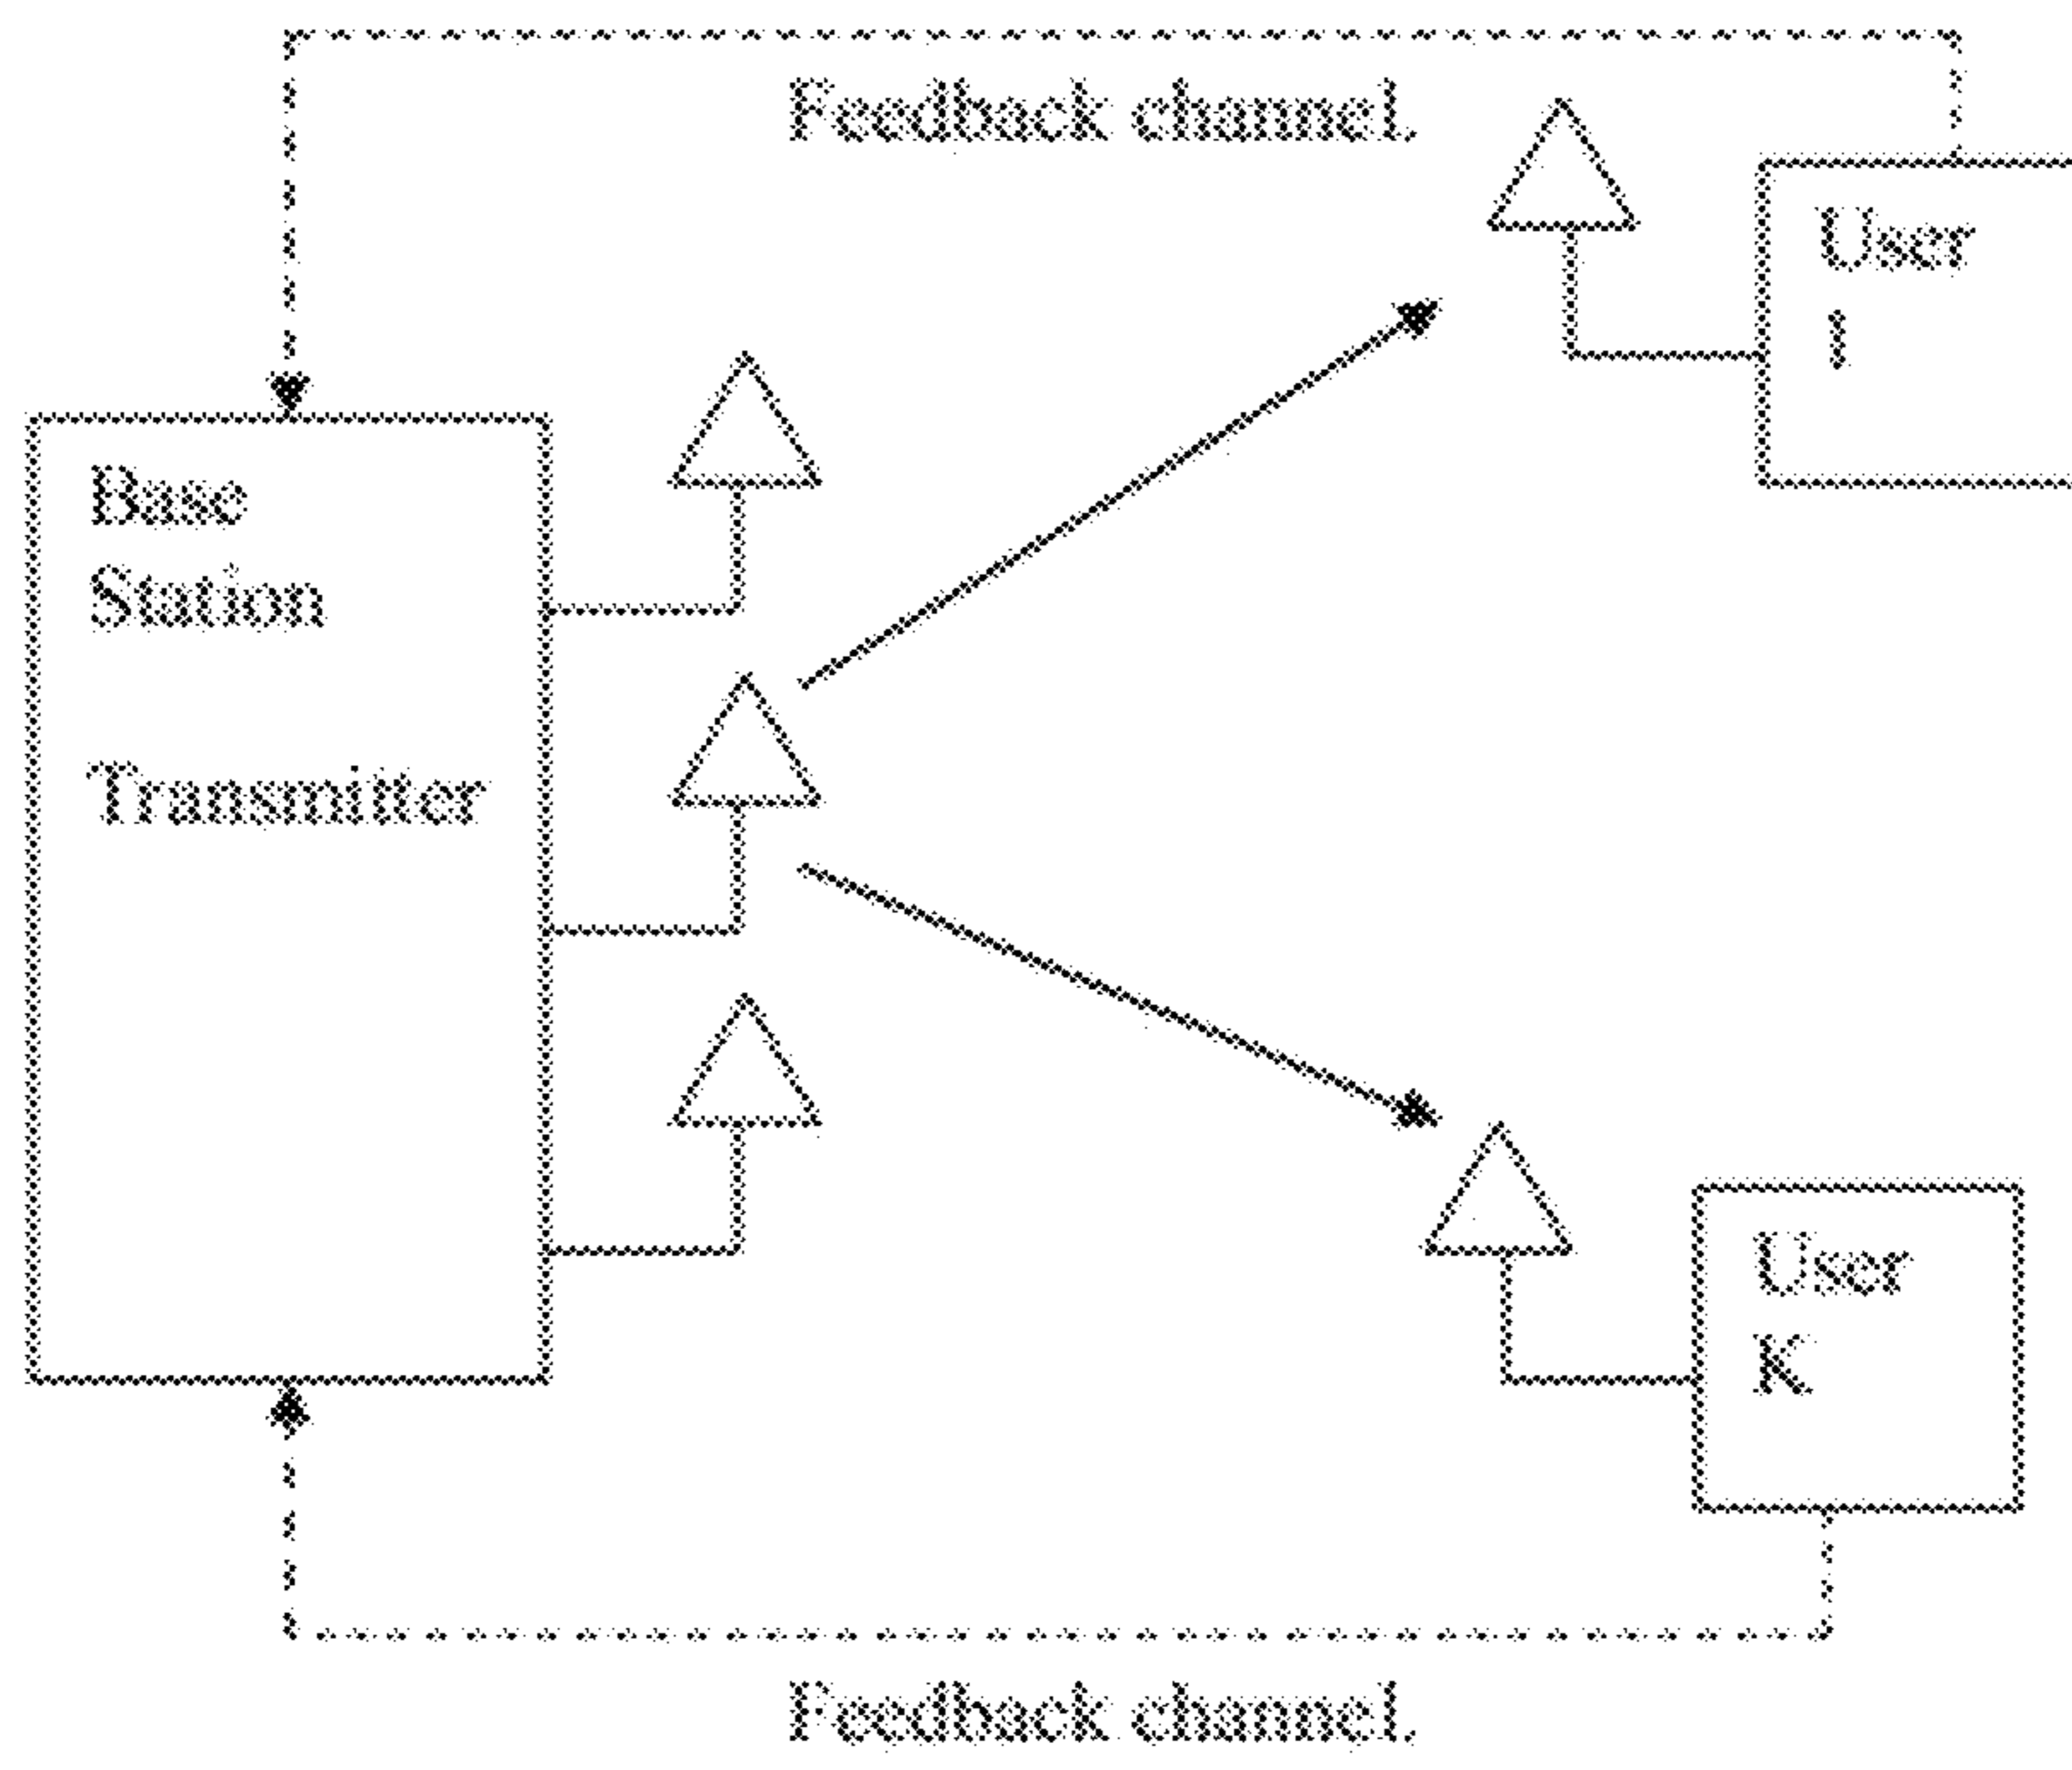 Feedback channel.
User
1
Base
Station
Transmitter
User
K
Feedback channel.